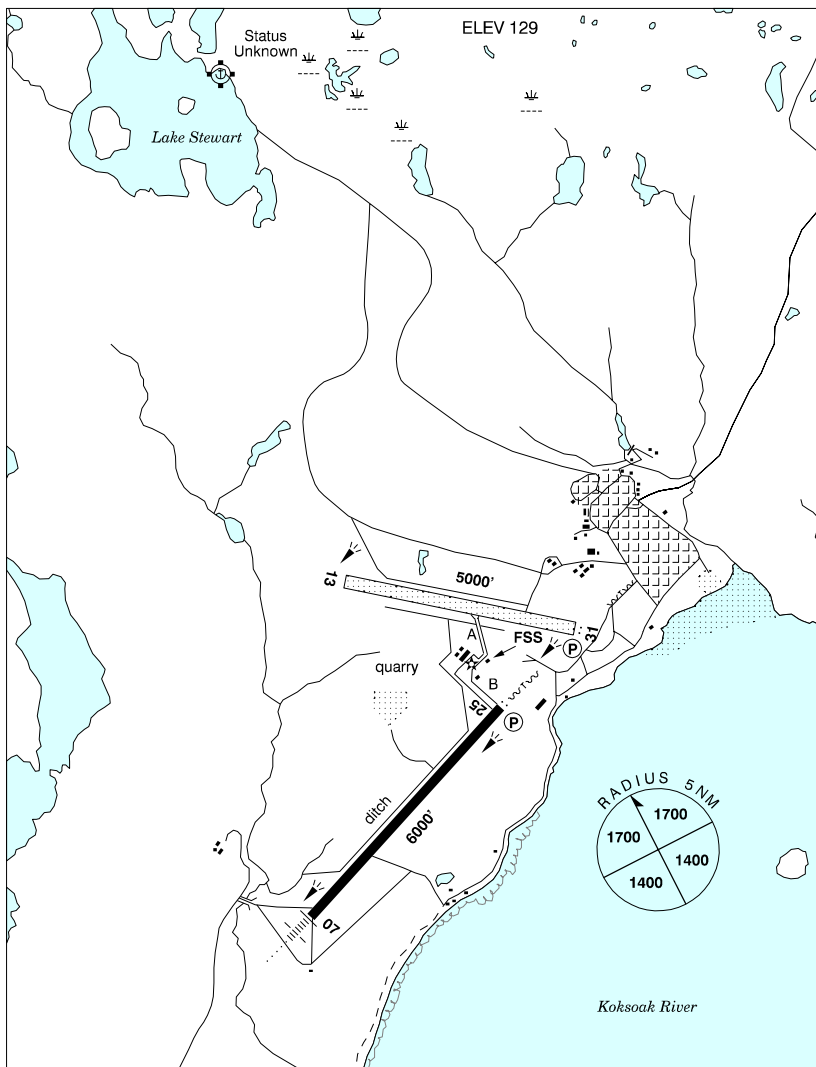 ELEV 129
Status
Unknown
Lake Stewart
13
5000'
31
A
FSS
P
quarry
B
25
P
ditch
6000'
07
RADIUS 5NM
1700
1700
1400
1400
Koksoak River